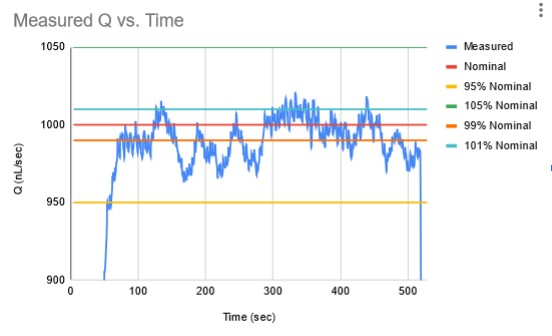 Measured Q vs. Time
1050
1000
950
900
Q (nL/sec)
0
100
200
300
400
500
Time (sec)
Measured
Nominal
95% Nominal
105% Nominal
99% Nominal
101% Nominal